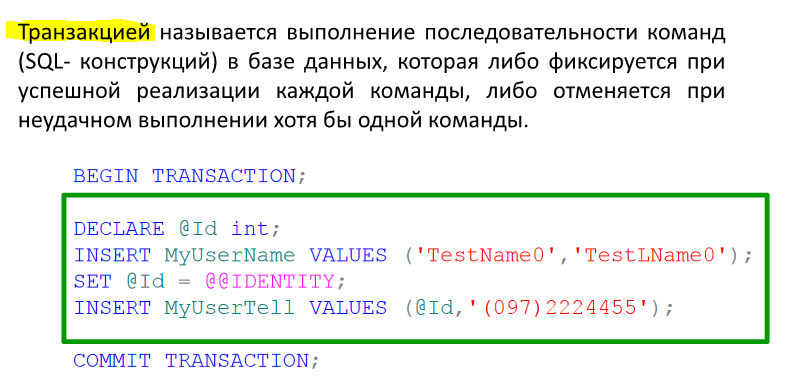 Транзакцией называется выполнение последовательности команд
(SQL- конструкций) в базе данных, которая либо фиксируется при
успешной реализации каждой команды, либо отменяется при
неудачном выполнении хотя бы одной команды.
BEGIN TRANSACTION;
DECLARE @Id int;
INSERT MyUserName VALUES ('TestName0','TestLName0');
SET @Id = @@IDENTITY;
INSERT MyUserTell VALUES (@Id,'(097)2224455');
COMMIT TRANSACTION;